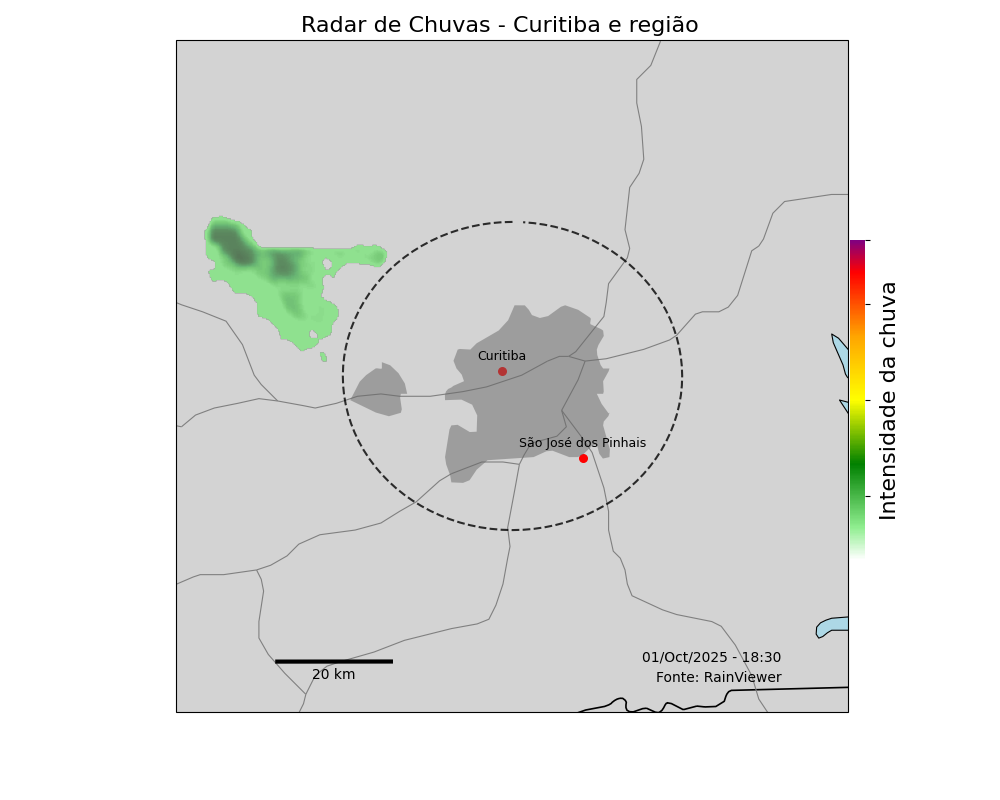 Radar de Chuvas - Curitiba e região
Curitiba
São José dos Pinhais
Intensidade da chuva
01/Oct/2025 - 18:30
Fonte: RainViewer
20 km